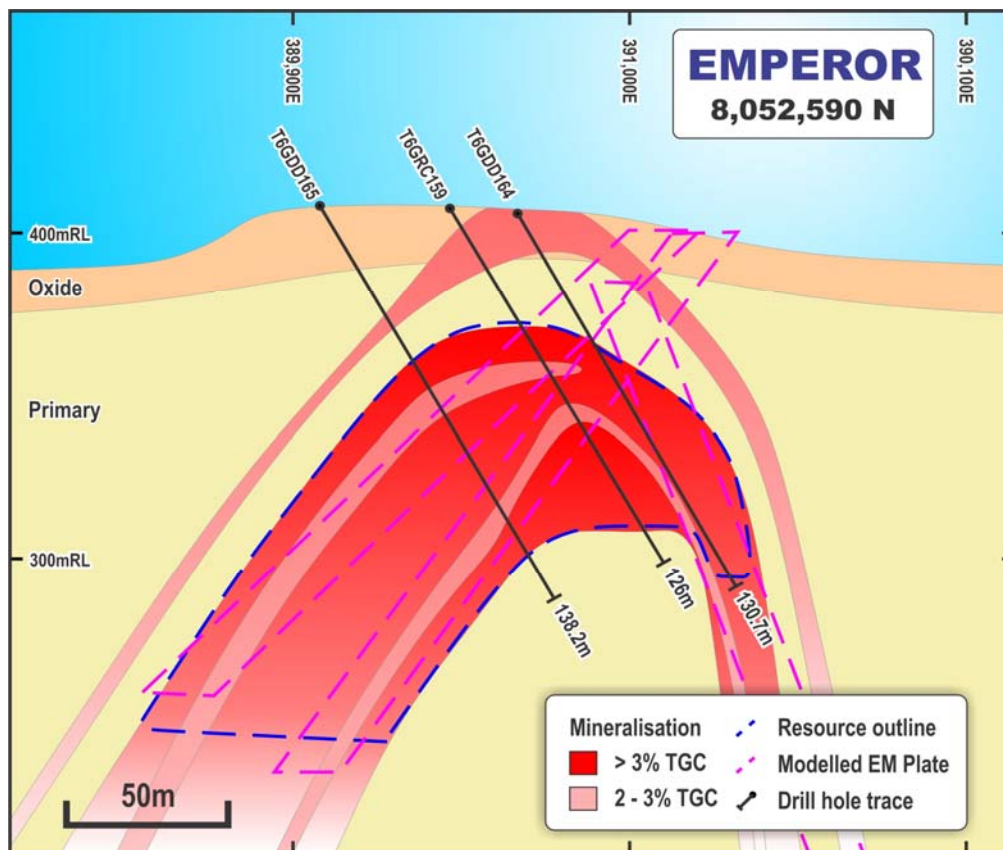 389,900E
391,000E
390,100E
EMPEROR
8,052,590 N
T6GDD165
T6GRC159
T6GDD164
400mRL
Oxide
Primary
300mRL
138.2m
126m
130.7m
50m
Mineralisation
> 3% TGC
2 - 3% TGC
Resource outline
Modelled EM Plate
Drill hole trace